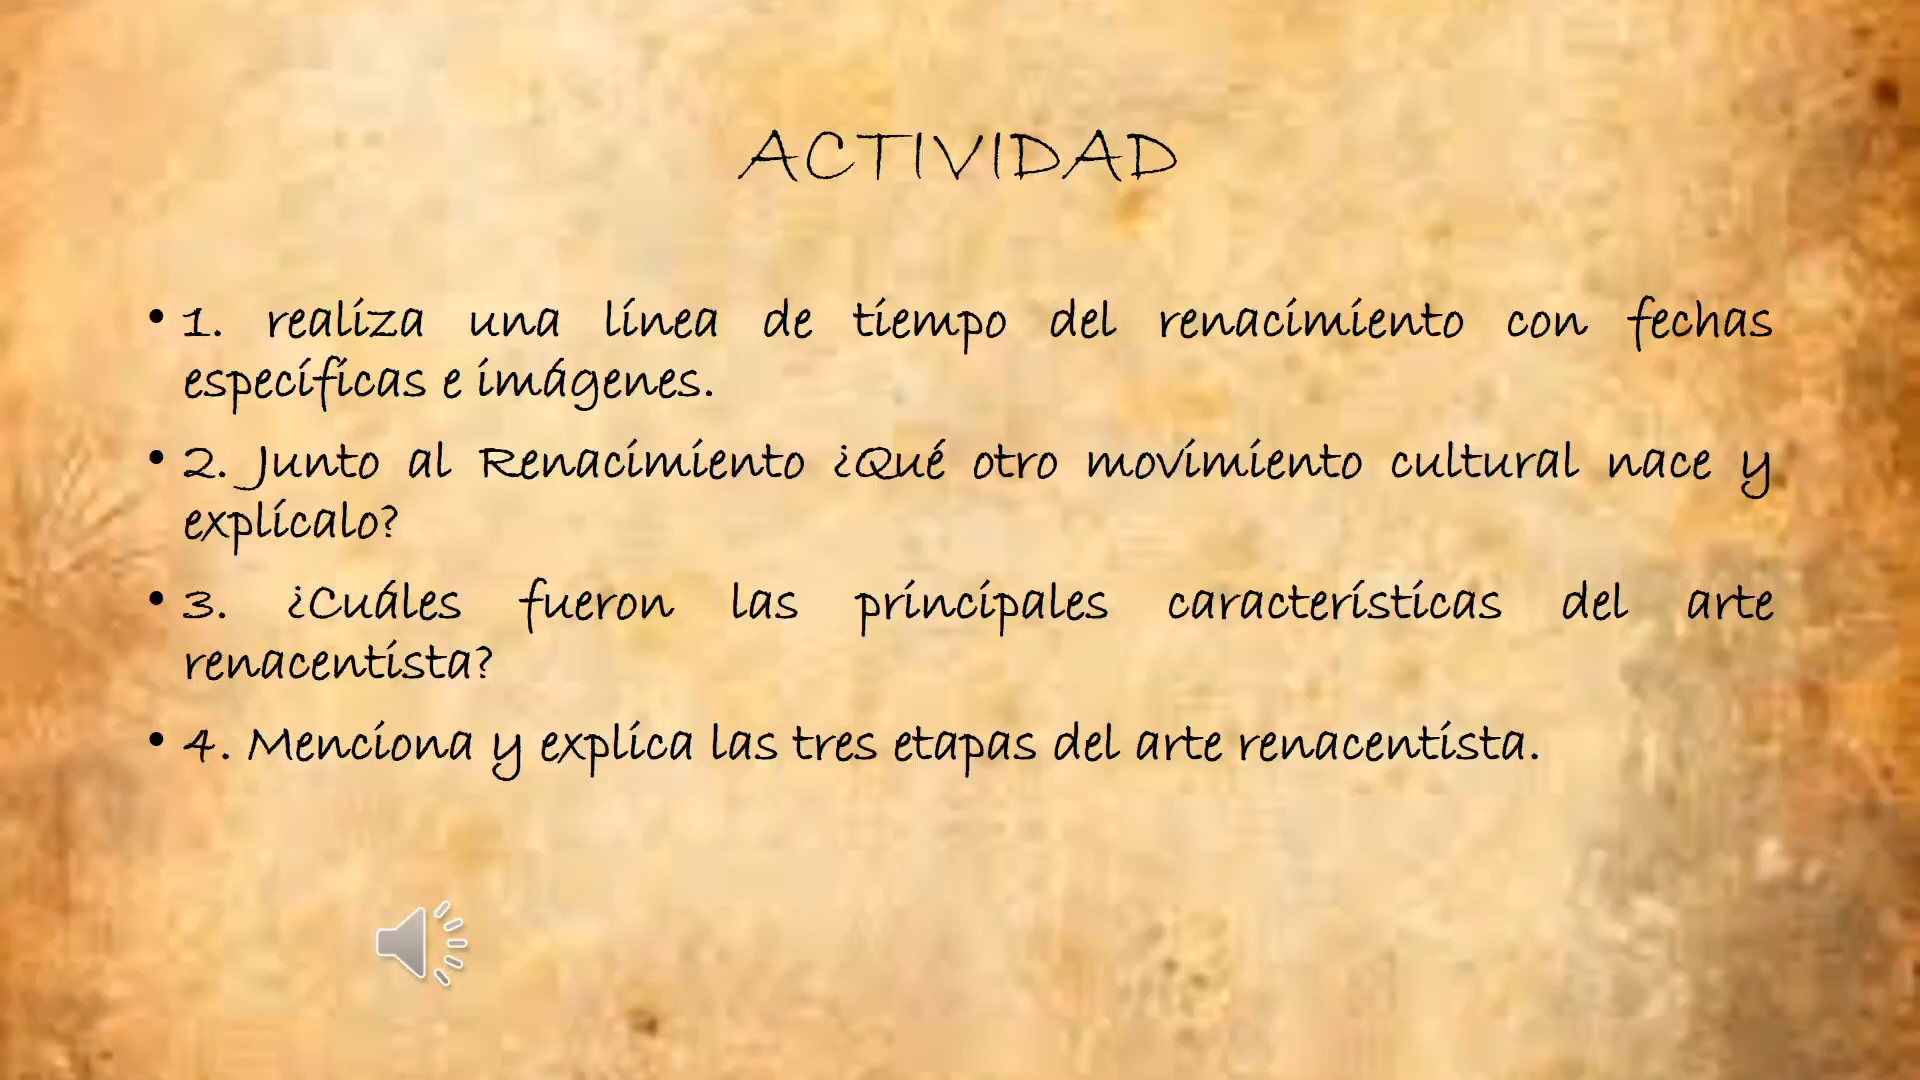 ACTIVIDAD
• 1. realiza una línea de tiempo del renacimiento con fechas
específicas e imágenes.
• 2. Junto al Renacimiento ¿Qué otro movimiento cultural nace y
explícalo?
• 3. ¿Cuáles fueron las principales características del arte
renacentista?
• 4. Menciona y explica las tres etapas del arte renacentista.